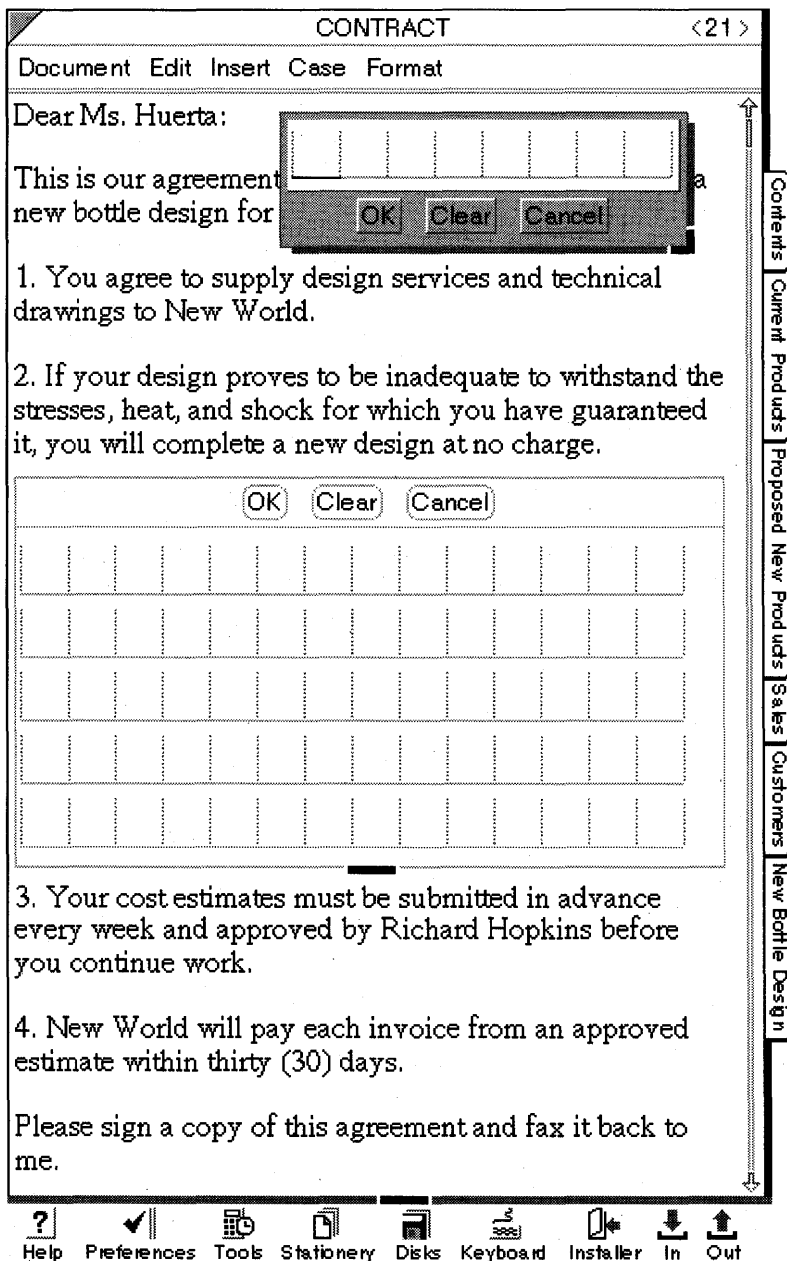 CONTRACT <21>
Document Edit Insert Case Format
Dear Ms. Huerta:
This is our agreement a
new bottle design for
OK Clear Cancel
1. You agree to supply design services and technical
drawings to New World.
2. If your design proves to be inadequate to withstand the
stresses, heat, and shock for which you have guaranteed
it, you will complete a new design at no charge.
OK Clear Cancel
3. Your cost estimates must be submitted in advance
every week and approved by Richard Hopkins before
you continue work.
4. New World will pay each invoice from an approved
estimate within thirty (30) days.
Please sign a copy of this agreement and fax it back to
me.
Contents
Current Products
Proposed New Products
Sales
Customers
New Bottle Design
? Help Preferences Tools Stationery Disks Keyboard Installer In Out